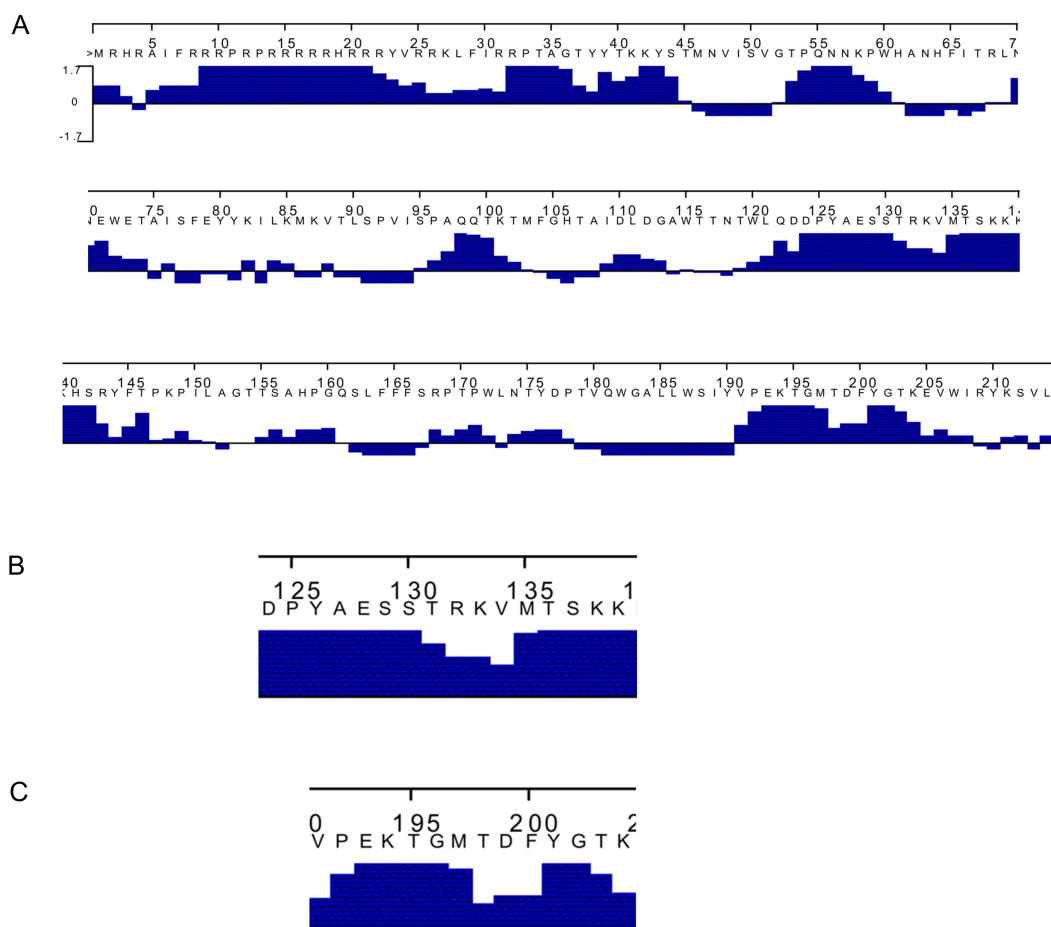 A
5 10 15 20 25 30 35 40 45 50 55 60 65 7
>M R H R A I F R R R P R P R R R R R H R R R Y V R R K L F I R R P T A G T Y Y T K K Y S T M N V I S V G T P Q N N K P W H A N H F I T R L N
1.7
0
-1.7
0 75 80 85 90 95 100 105 110 115 120 125 130 135 14
N E W E T A I S F E Y Y K I L K M K V T L S P V I S P A Q Q T K T M F G H T A I D L D G A W T T N T W L Q D D P Y A E S S T R K V M T S K K K
40 145 150 155 160 165 170 175 180 185 190 195 200 205 210
K H S R Y F T P K P I L A G T T S A H P G Q S L F F F S R P T P W L N T Y D P T V Q W G A L L W S I Y V P E K T G M T D F Y G T K E V W I R Y K S V L
B
125 130 135 1
D P Y A E S S T R K V M T S K K
C
0 195 200 2
V P E K T G M T D F Y G T K